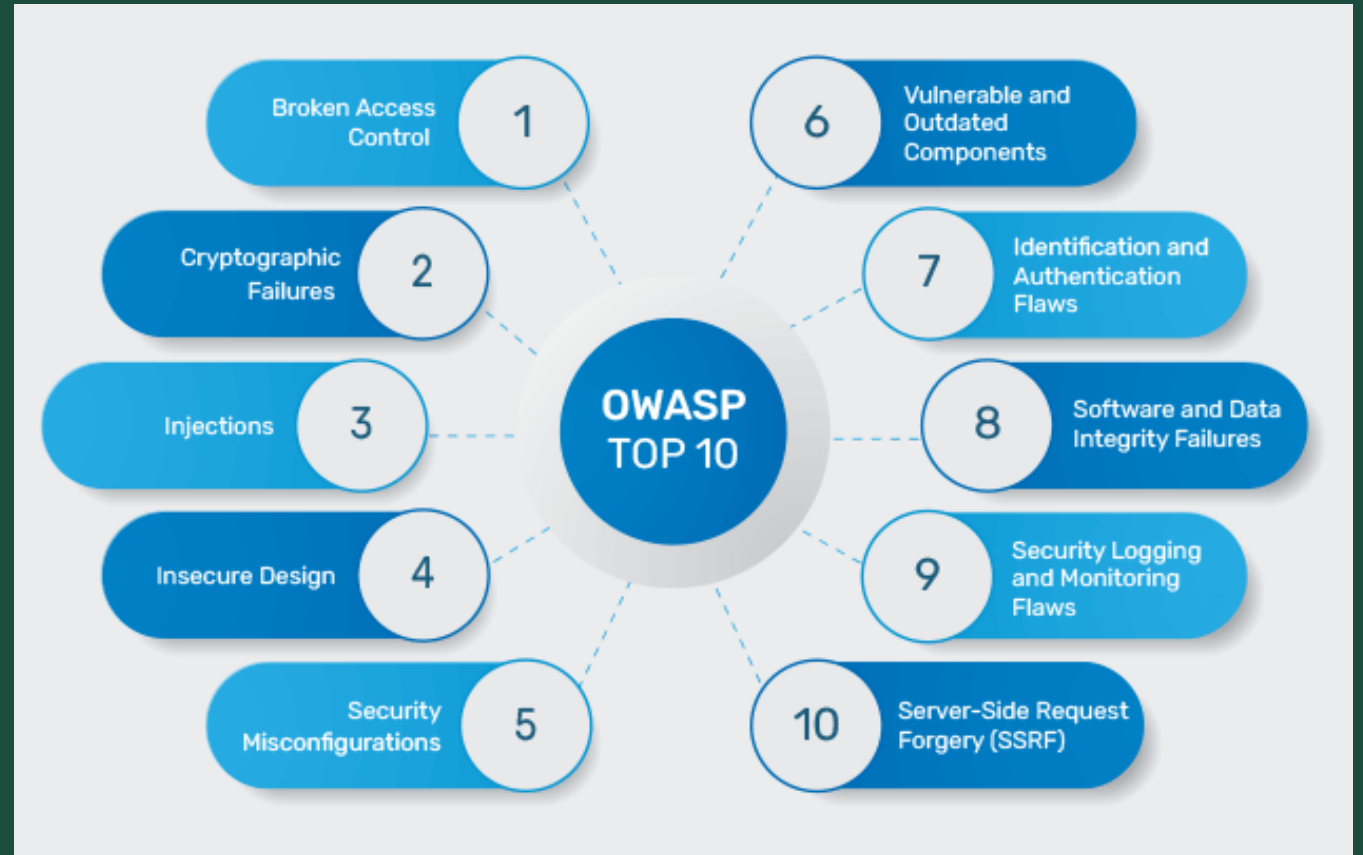 Broken Access
Control
1
Cryptographic
Failures
2
Injections
3
Insecure Design
4
Security
Misconfigurations
5
OWASP
TOP 10
6
Vulnerable and
Outdated
Components
7
Identification and
Authentication
Flaws
8
Software and Data
Integrity Failures
9
Security Logging
and Monitoring
Flaws
10
Server-Side Request
Forgery (SSRF)